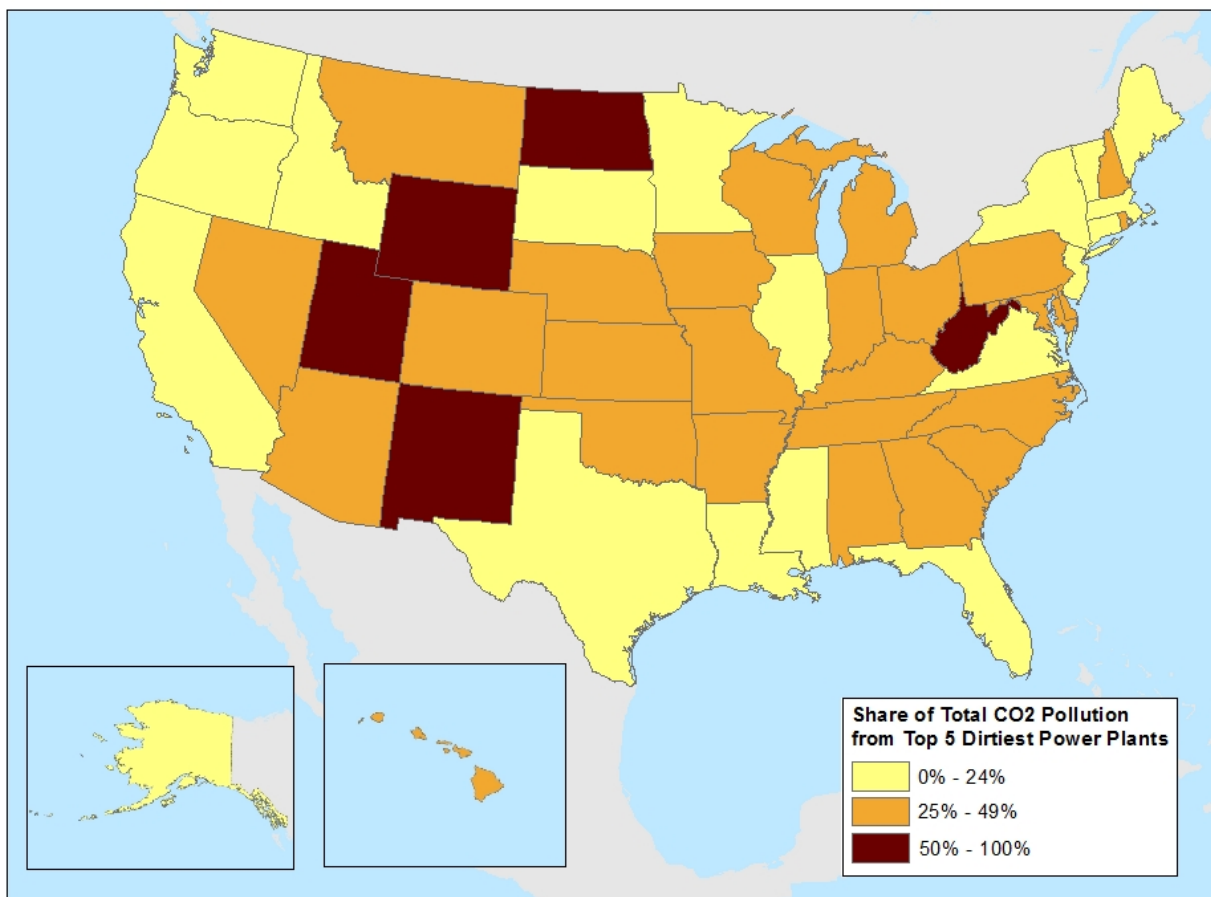 Share of Total CO2 Pollution
from Top 5 Dirtiest Power Plants
0% - 24%
25% - 49%
50% - 100%